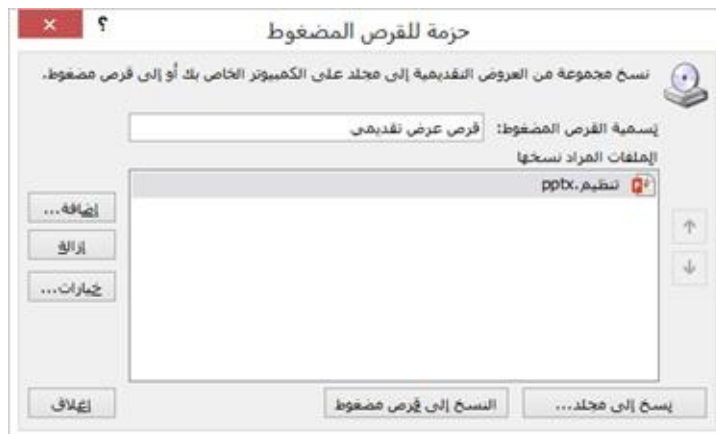 حزمة للقرص المضغوط
؟
نسخ مجموعة من العروض التقديمية إلى مجلد على الكمبيوتر الخاص بك أو إلى قرص مضغوط.
تسمية القرص المضغوط: قرص عرض تقديمي
الملفات المراد نسخها
تنظيم.pptx
إضافة...
إزالة
خيارات...
نسخ إلى مجلد...
النسخ إلى قرص مضغوط
إغلاق